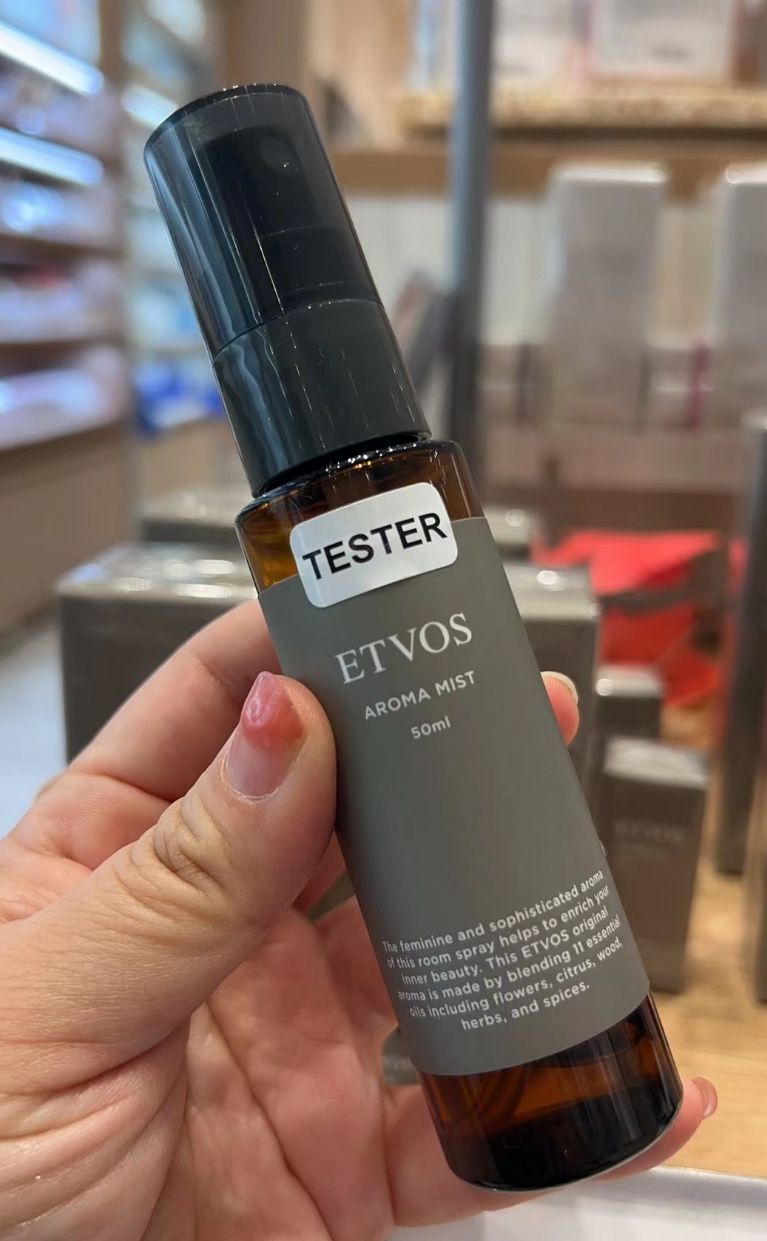 TESTER
ETVOS
AROMA MIST
50ml
The feminine and sophisticated aroma
of this room spray helps to enrich your
inner beauty. This ETVOS original
aroma is made by blending 11 essential
oils including flowers, citrus, wood,
herbs, and spices.
ETVOS